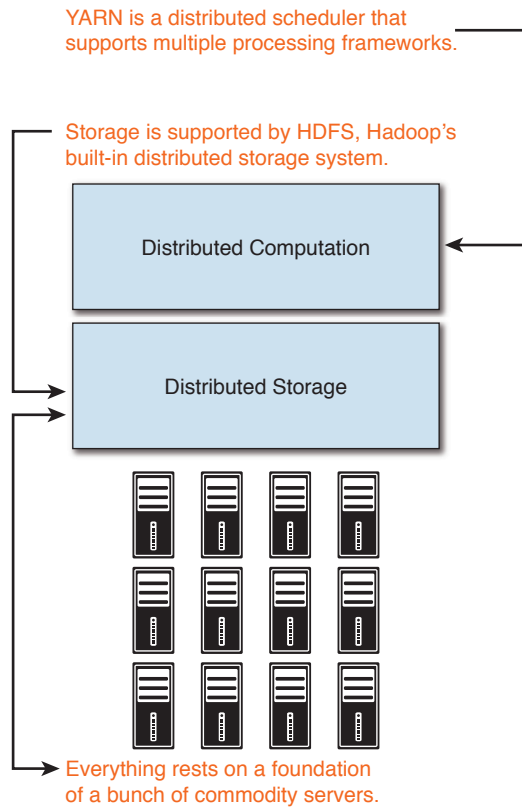 YARN is a distributed scheduler that
supports multiple processing frameworks.
Storage is supported by HDFS, Hadoop's
built-in distributed storage system.
Distributed Computation
Distributed Storage
Everything rests on a foundation
of a bunch of commodity servers.